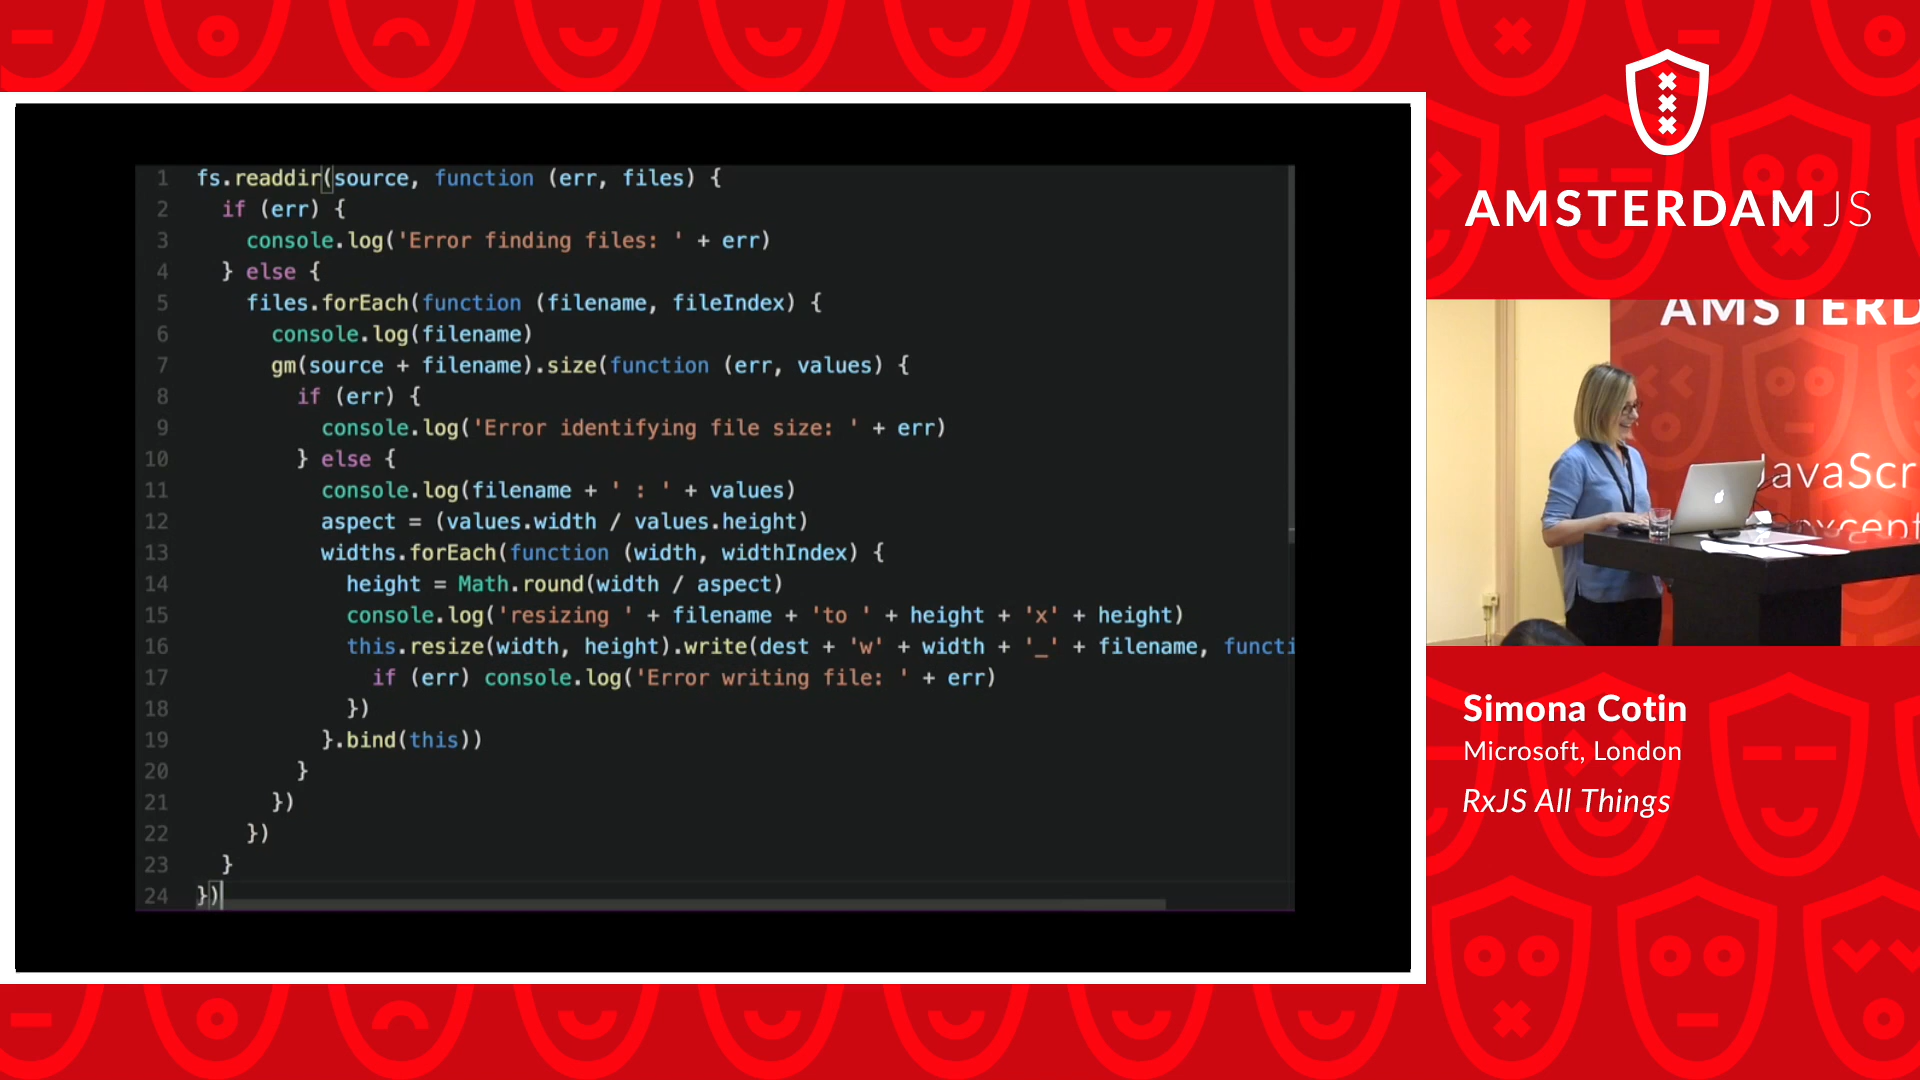 1 fs.readdir(source, function (err, files) {
2 if (err) {
3 console.log('Error finding files: ' + err)
4 } else {
5 files.forEach(function (filename, fileIndex) {
6 console.log(filename)
7 gm(source + filename).size(function (err, values) {
8 if (err) {
9 console.log('Error identifying file size: ' + err)
10 } else {
11 console.log(filename + ' : ' + values)
12 aspect = (values.width / values.height)
13 widths.forEach(function (width, widthIndex) {
14 height = Math.round(width / aspect)
15 console.log('resizing ' + filename + 'to ' + height + 'x' + height)
16 this.resize(width, height).write(dest + 'w' + width + '_' + filename, functi
17 if (err) console.log('Error writing file: ' + err)
18 })
19 }.bind(this))
20 }
21 })
22 })
23 }
24 })
AMSTERDAMJS
AMSTERD
JavaScr
Simona Cotin
Microsoft, London
RxJS All Things